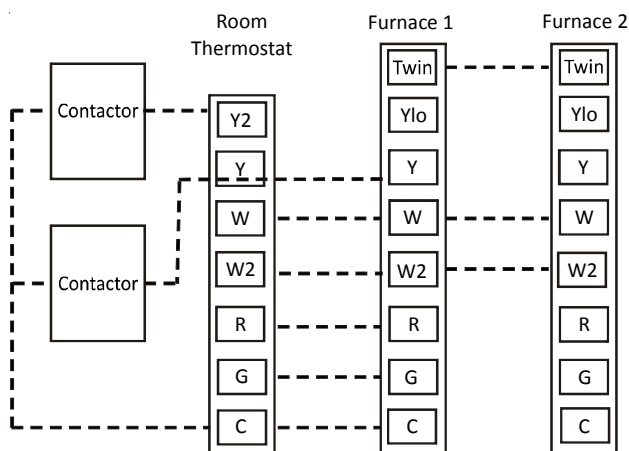 Room
Thermostat
Furnace 1
Furnace 2
Contactor
Contactor
Y2
Y
W
W2
R
G
C
Twin
Ylo
Y
W
W2
R
G
C
Twin
Ylo
Y
W
W2
R
G
C